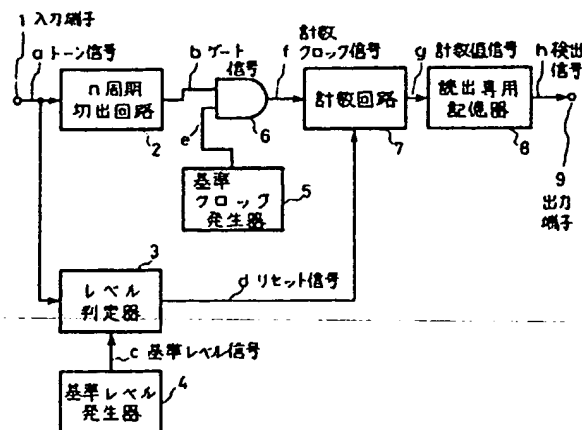 1 入力端子
a トーン信号
n周期
切出回路
2
b ゲート
信号
e
6
f 計数
クロック信号
計数回路
7
g 計数値信号
読出専用
記憶器
8
h 検出
信号
9
出力
端子
基準
クロック
発生器
5
3
レベル
判定器
d リセット信号
c 基準レベル信号
基準レベル
発生器
4